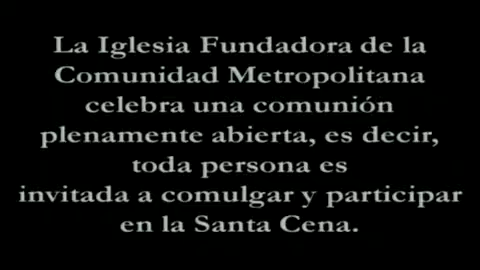 La Iglesia Fundadora de la
Comunidad Metropolitana
celebra una comunión
plenamente abierta, es decir,
toda persona es
invitada a comulgar y participar
en la Santa Cena.